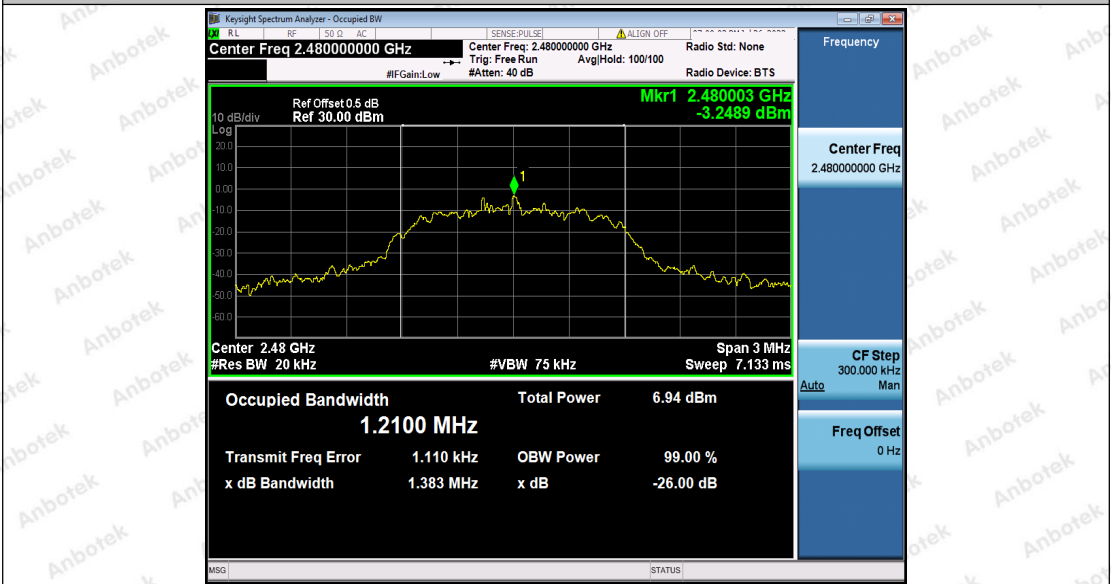 Keysight Spectrum Analyzer - Occupied BW
RL RF 50 Ω AC SENSE:PULSE ALIGN OFF
Center Freq 2.480000000 GHz
Center Freq: 2.480000000 GHz Radio Std: None
Trig: Free Run Avg|Hold: 100/100
#IFGain:Low #Atten: 40 dB Radio Device: BTS
Frequency
Mkr1 2.480003 GHz
-3.2489 dBm
Ref Offset 0.5 dB
10 dB/div Ref 30.00 dBm
Log
20.0
10.0
0.00
-10.0
-20.0
-30.0
-40.0
-50.0
-60.0
1
Center 2.48 GHz Span 3 MHz
#Res BW 20 kHz #VBW 75 kHz Sweep 7.133 ms
Occupied Bandwidth Total Power 6.94 dBm
1.2100 MHz
Transmit Freq Error 1.110 kHz OBW Power 99.00 %
x dB Bandwidth 1.383 MHz x dB -26.00 dB
Center Freq
2.480000000 GHz
CF Step
300.000 kHz
Auto Man
Freq Offset
0 Hz
MSG STATUS
Anbotek